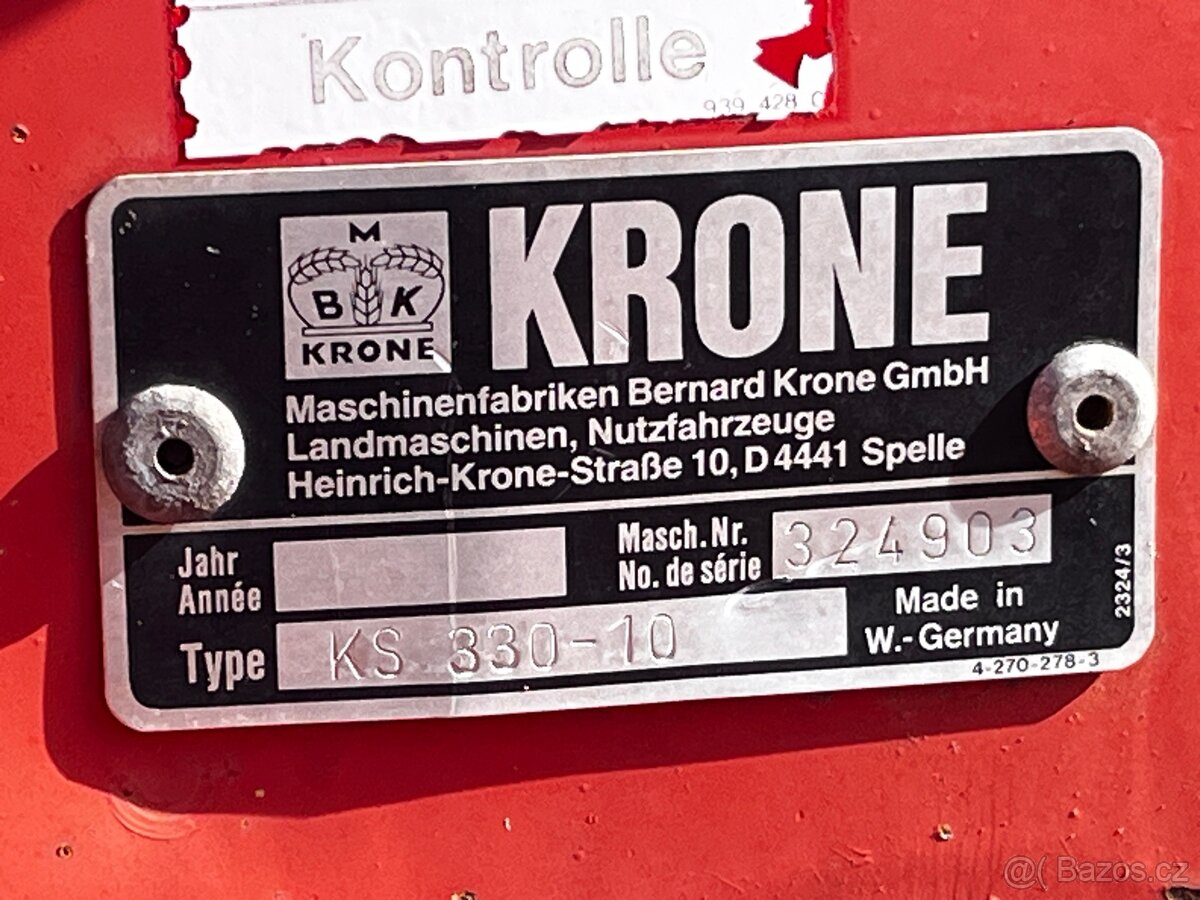 Kontrolle
939 428
M
B K
KRONE
KRONE
Maschinenfabriken Bernard Krone GmbH
Landmaschinen, Nutzfahrzeuge
Heinrich-Krone-Straße 10, D 4441 Spelle
Jahr
Année
Masch. Nr.
No. de série
324903
Type
KS 330-10
Made in
W.-Germany
4-270-278-3
2324/3
@( Bazos.cz